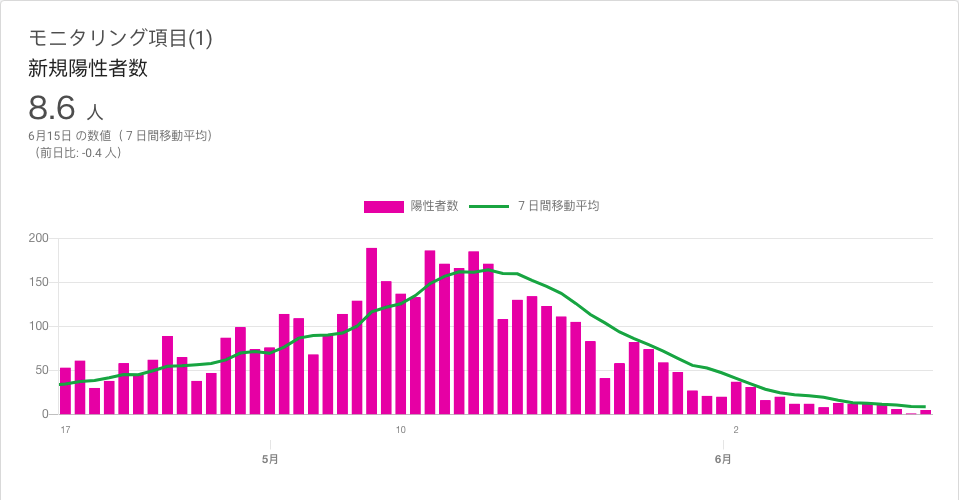 モニタリング項目(1)
新規陽性者数
8.6 人
6月15日 の数値（７日間移動平均）
（前日比: -0.4 人）
陽性者数 ７日間移動平均
200
150
100
50
0
17 10 2
5月 6月